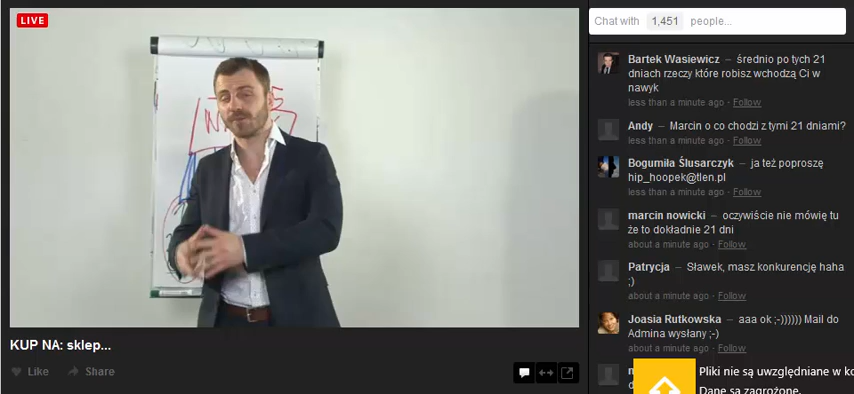 LIVE
Chat with 1,451 people...
Bartek Wasiewicz – średnio po tych 21
dniach rzeczy które robisz wchodzą Ci w
nawyk
less than a minute ago · Follow
Andy – Marcin o co chodzi z tymi 21 dniami?
less than a minute ago · Follow
Bogumiła Ślusarczyk – ja też poproszę
hip_hoopek@tlen.pl
less than a minute ago · Follow
marcin nowicki – oczywiście nie mówię tu
że to dokładnie 21 dni
about a minute ago · Follow
Patrycja – Sławek, masz konkurencję haha
;)
about a minute ago · Follow
Joasia Rutkowska – aaa ok ;-)))))) Mail do
Admina wysłany ;-)
about a minute ago · Follow
Pliki nie są uwzględniane w
Dane są zagrożone.
KUP NA: sklep...
Like Share